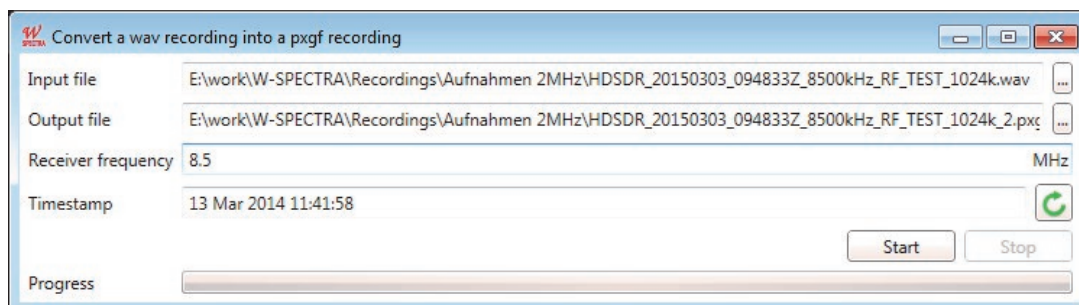 W
SPECTRA
Convert a wav recording into a pxgf recording
Input file E:\work\W-SPECTRA\Recordings\Aufnahmen 2MHz\HDSDR_20150303_094833Z_8500kHz_RF_TEST_1024k.wav ...
Output file E:\work\W-SPECTRA\Recordings\Aufnahmen 2MHz\HDSDR_20150303_094833Z_8500kHz_RF_TEST_1024k_2.pxg ...
Receiver frequency 8.5 MHz
Timestamp 13 Mar 2014 11:41:58
Start Stop
Progress